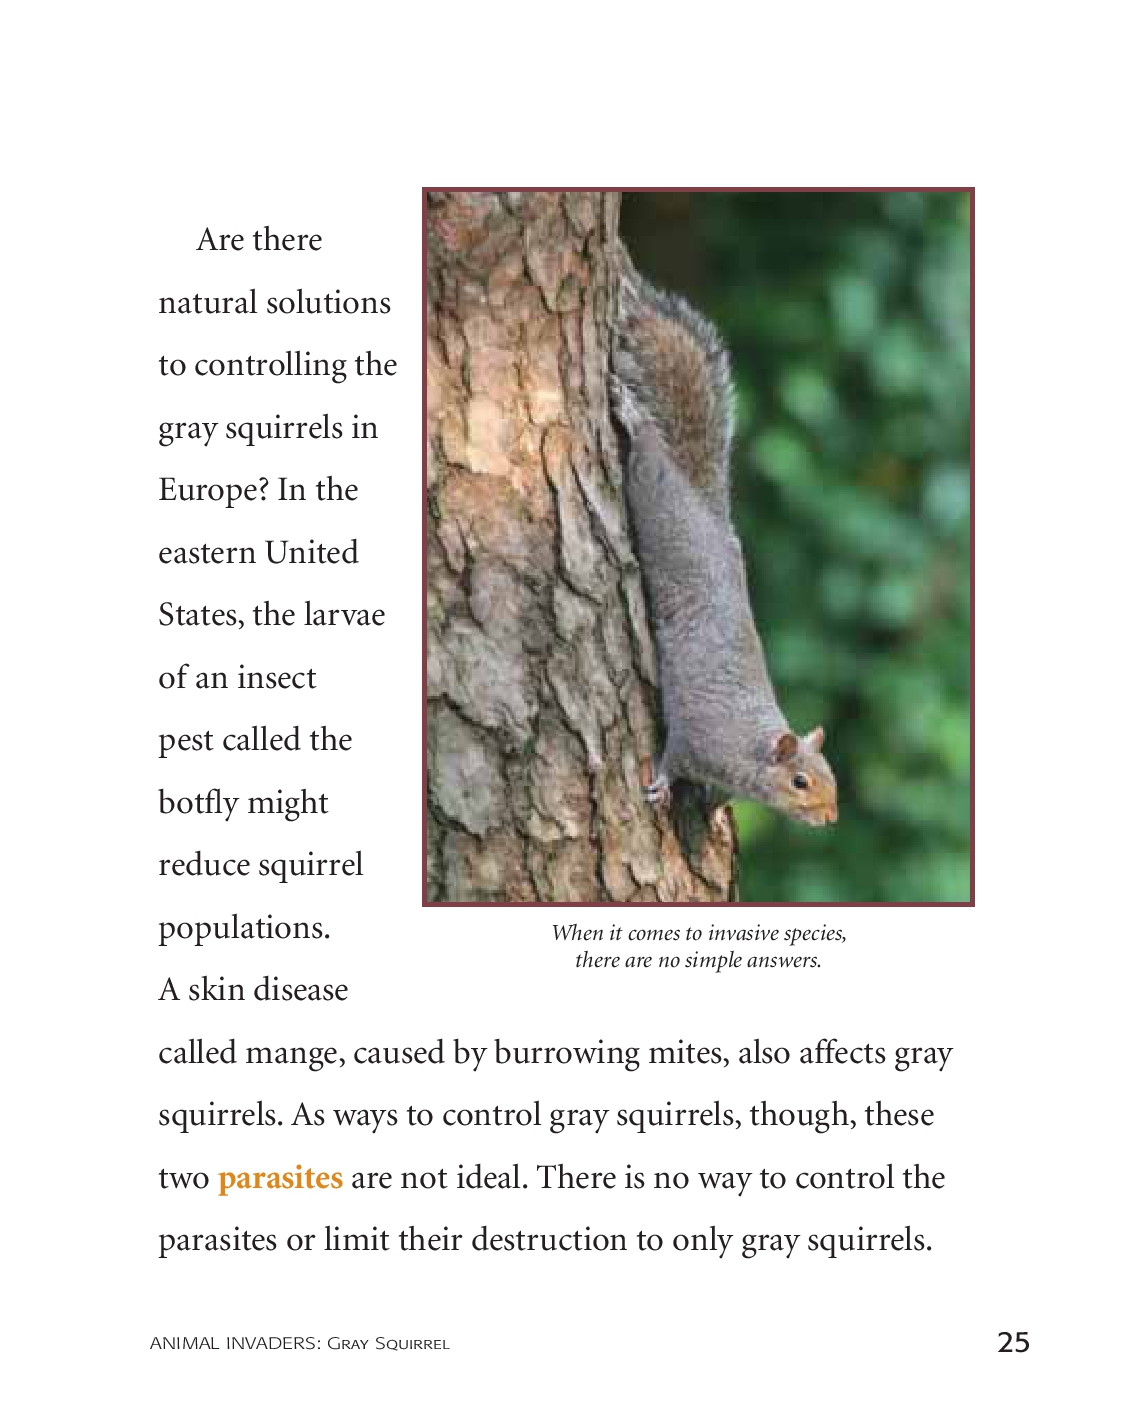 Are there
natural solutions
to controlling the
gray squirrels in
Europe? In the
eastern United
States, the larvae
of an insect
pest called the
botfly might
reduce squirrel
populations.
A skin disease
called mange, caused by burrowing mites, also affects gray
squirrels. As ways to control gray squirrels, though, these
two parasites are not ideal. There is no way to control the
parasites or limit their destruction to only gray squirrels.
When it comes to invasive species,
there are no simple answers.
ANIMAL INVADERS: Gray Squirrel
25